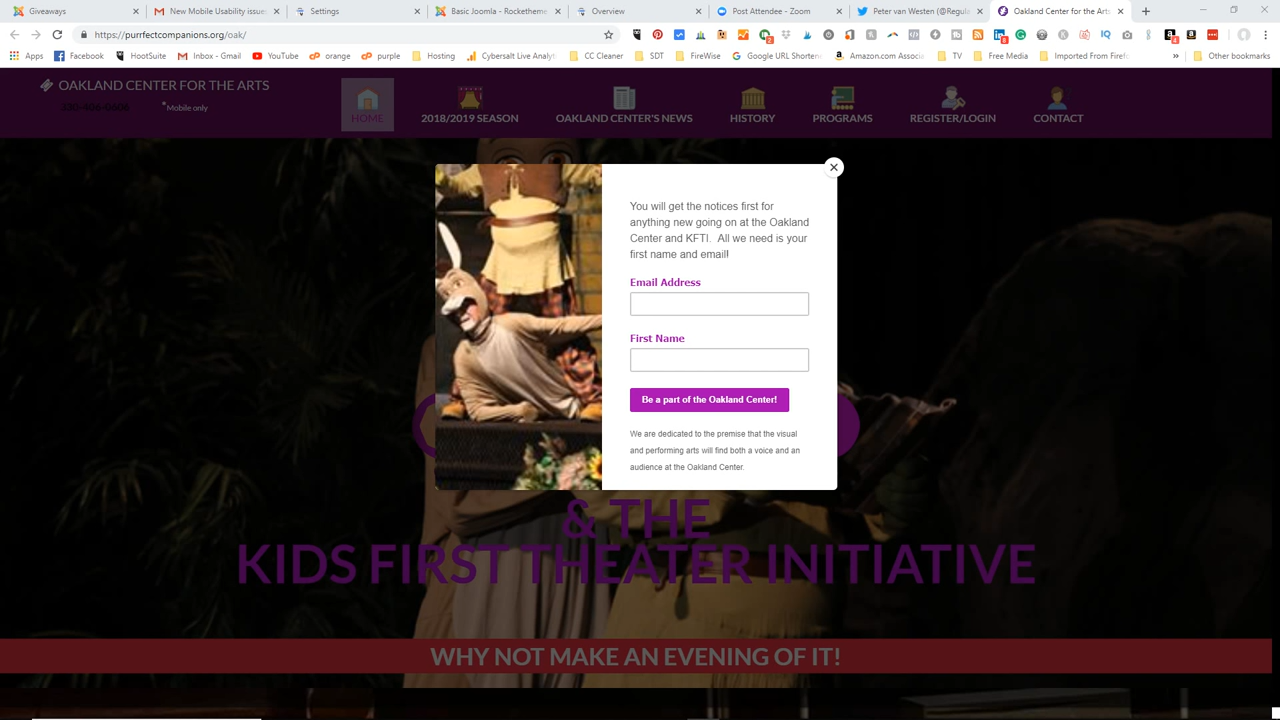 Giveaways
New Mobile Usability issue
Settings
Basic Joomla - Rockethem
Overview
Post Attendee - Zoom
Peter van Westen (@Regula
Oakland Center for the Arts
https://purrfectcompanions.org/oak/
Apps
Facebook
HootSuite
Inbox - Gmail
YouTube
orange
purple
Hosting
Cybersalt Live Analyt
CC Cleaner
SDT
FireWise
Google URL Shorten
Amazon.com Associa
TV
Free Media
Imported From Firef
»
Other bookmarks
OAKLAND CENTER FOR THE ARTS
330-406-0606
*Mobile only
HOME
2018/2019 SEASON
OAKLAND CENTER'S NEWS
HISTORY
PROGRAMS
REGISTER/LOGIN
CONTACT
You will get the notices first for
anything new going on at the Oakland
Center and KFTI. All we need is your
first name and email!
Email Address
First Name
Be a part of the Oakland Center!
We are dedicated to the premise that the visual
and performing arts will find both a voice and an
audience at the Oakland Center.
& THE
KIDS FIRST THEATER INITIATIVE
WHY NOT MAKE AN EVENING OF IT!